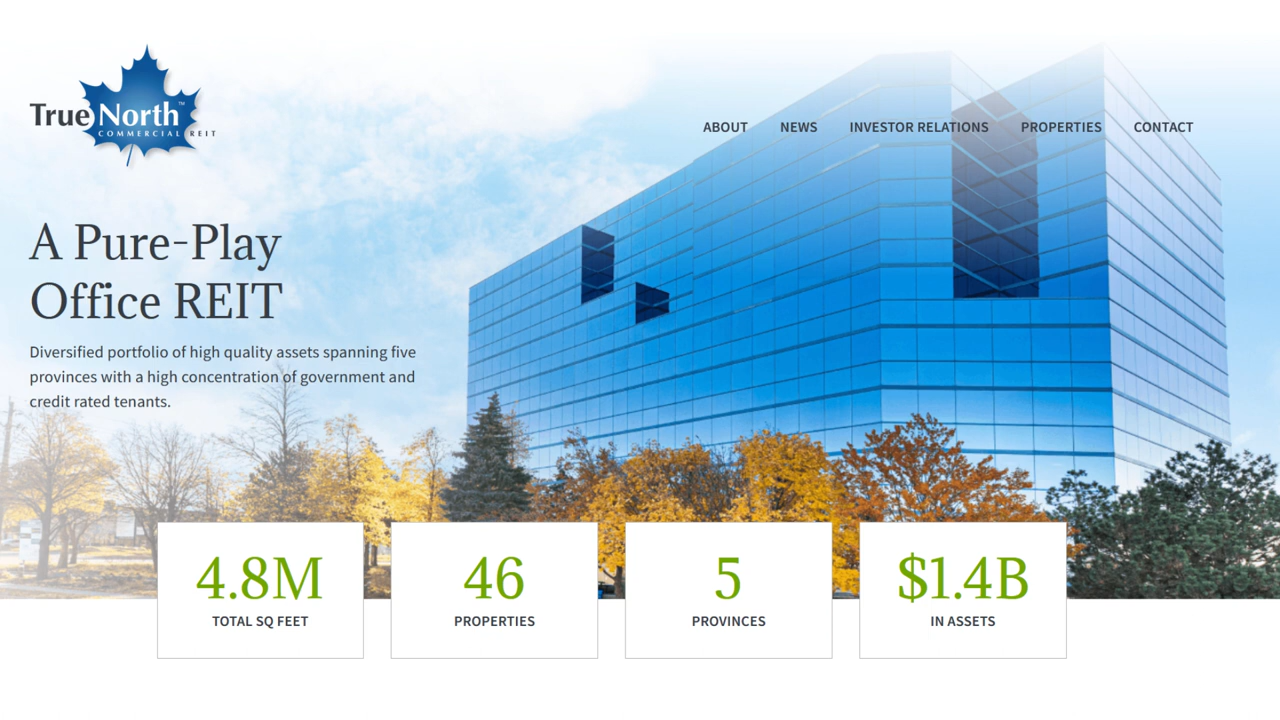 True North™
COMMERCIAL REIT
ABOUT NEWS INVESTOR RELATIONS PROPERTIES CONTACT
A Pure-Play
Office REIT
Diversified portfolio of high quality assets spanning five
provinces with a high concentration of government and
credit rated tenants.
4.8M
TOTAL SQ FEET
46
PROPERTIES
5
PROVINCES
$1.4B
IN ASSETS